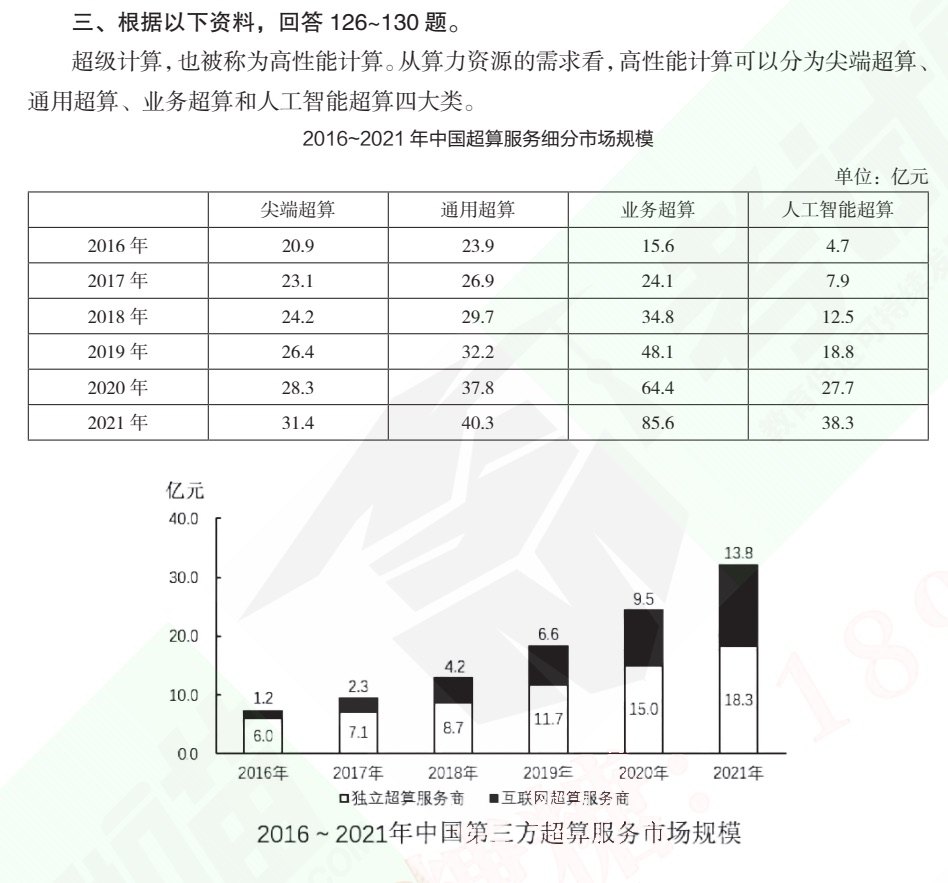 三、根据以下资料，回答 126~130 题。
超级计算，也被称为高性能计算。从算力资源的需求看，高性能计算可以分为尖端超算、
通用超算、业务超算和人工智能超算四大类。
2016~2021 年中国超算服务细分市场规模
单位：亿元
尖端超算 通用超算 业务超算 人工智能超算
2016 年 20.9 23.9 15.6 4.7
2017 年 23.1 26.9 24.1 7.9
2018 年 24.2 29.7 34.8 12.5
2019 年 26.4 32.2 48.1 18.8
2020 年 28.3 37.8 64.4 27.7
2021 年 31.4 40.3 85.6 38.3
亿元
40.0
30.0
20.0
10.0
0.0
1.2 2.3 4.2 6.6 9.5 13.8
6.0 7.1 8.7 11.7 15.0 18.3
2016年 2017年 2018年 2019年 2020年 2021年
独立超算服务商 互联网超算服务商
2016～2021年中国第三方超算服务市场规模